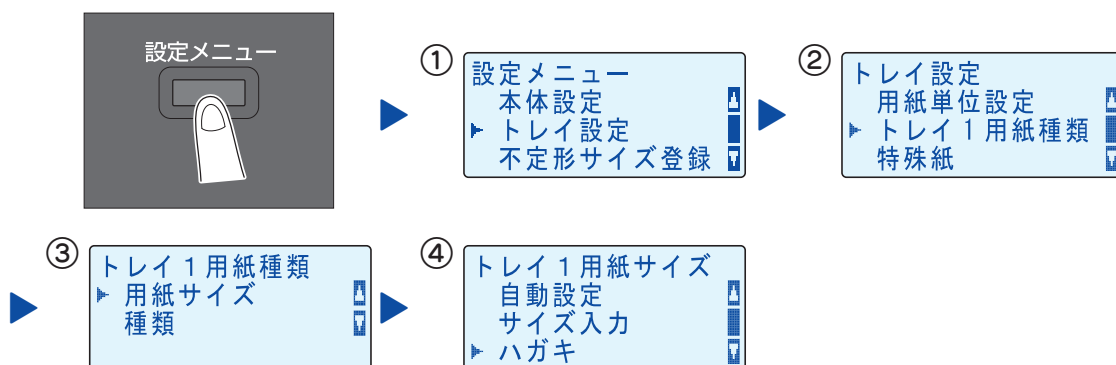 設定メニュー
①
設定メニュー
本体設定
トレイ設定
不定形サイズ登録
②
トレイ設定
用紙単位設定
トレイ1用紙種類
特殊紙
③
トレイ1用紙種類
用紙サイズ
種類
④
トレイ1用紙サイズ
自動設定
サイズ入力
ハガキ